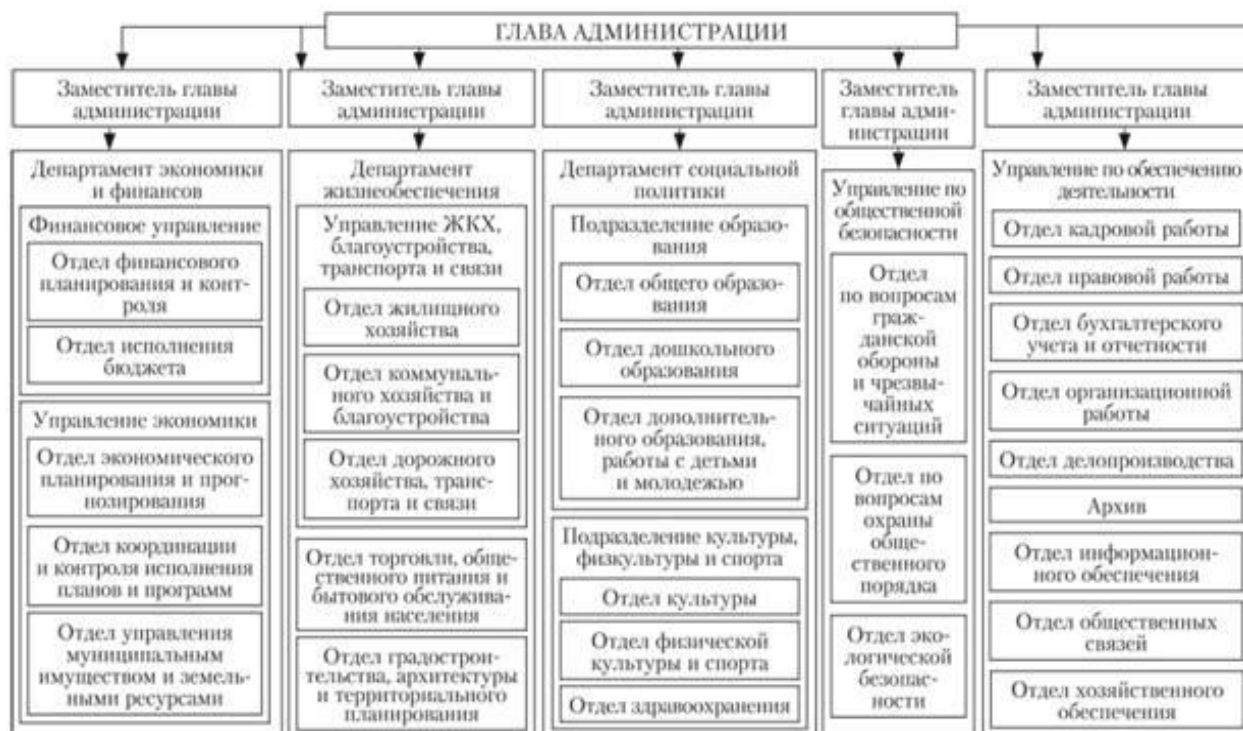 ГЛАВА АДМИНИСТРАЦИИ
Заместитель главы
администрации
Департамент экономики
и финансов
Финансовое управление
Отдел финансового
планирования и конт-
роля
Отдел исполнения
бюджета
Управление экономики
Отдел экономического
планирования и прог-
нозирования
Отдел координации
и контроля исполнения
планов и программ
Отдел управления
муниципальным
имуществом и земель-
ными ресурсами
Заместитель главы
администрации
Департамент
жизнеобеспечения
Управление ЖКХ,
благоустройства,
транспорта и связи
Отдел жилищного
хозяйства
Отдел коммуналь-
ного хозяйства и
благоустройства
Отдел дорожного
хозяйства, транс-
порта и связи
Отдел торговли, обще-
ственного питания и
бытового обслужива-
ния населения
Отдел градострои-
тельства, архитектуры
и территориального
планирования
Заместитель главы
администрации
Департамент социальной
политики
Подразделение образо-
вания
Отдел общего образо-
вания
Отдел дошкольного
образования
Отдел дополнитель-
ного образования,
работы с детьми
и молодежью
Подразделение культуры,
физкультуры и спорта
Отдел культуры
Отдел физической
культуры и спорта
Отдел здравоохранения
Заместитель
главы адми-
нистрации
Управление по
общественной
безопасности
Отдел
по вопросам
граж-
данской
обороны
и чрезвы-
чайных
ситуаций
Отдел по
вопросам
охраны
обще-
ственного
порядка
Отдел эко-
логической
безопас-
ности
Заместитель главы
администрации
Управление по обеспечению
деятельности
Отдел кадровой работы
Отдел правовой работы
Отдел бухгалтерского
учета и отчетности
Отдел организационной
работы
Отдел делопроизводства
Архив
Отдел информацион-
ного обеспечения
Отдел общественных
связей
Отдел хозяйственного
обеспечения